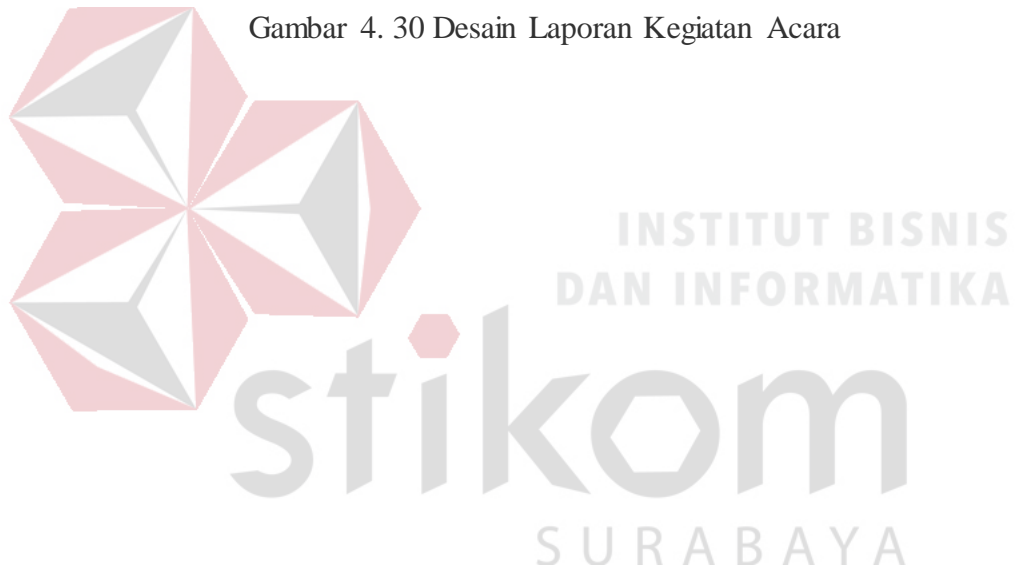 Gambar 4. 30 Desain Laporan Kegiatan Acara
INSTITUT BISNIS
DAN INFORMATIKA
stikom
SURABAYA